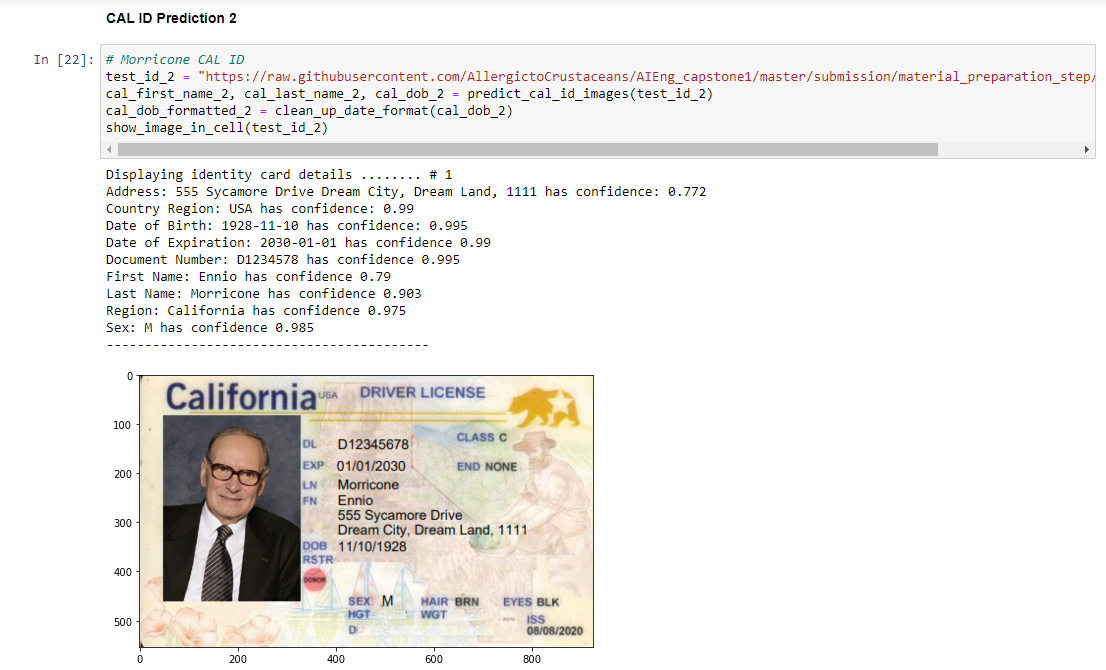 CAL ID Prediction 2
In [22]:
# Morricone CAL ID
test_id_2 = "https://raw.githubusercontent.com/AllergictoCrustaceans/AIEng_capstone1/master/submission/material_preparation_step/
cal_first_name_2, cal_last_name_2, cal_dob_2 = predict_cal_id_images(test_id_2)
cal_dob_formatted_2 = clean_up_date_format(cal_dob_2)
show_image_in_cell(test_id_2)
Displaying identity card details ........ # 1
Address: 555 Sycamore Drive Dream City, Dream Land, 1111 has confidence: 0.772
Country Region: USA has confidence: 0.99
Date of Birth: 1928-11-10 has confidence: 0.995
Date of Expiration: 2030-01-01 has confidence 0.99
Document Number: D1234578 has confidence 0.995
First Name: Ennio has confidence 0.79
Last Name: Morricone has confidence 0.903
Region: California has confidence 0.975
Sex: M has confidence 0.985
------------------------------------------
0
100
200
300
400
500
California USA DRIVER LICENSE
DL D12345678 CLASS C
EXP 01/01/2030 END NONE
LN Morricone
FN Ennio
555 Sycamore Drive
Dream City, Dream Land, 1111
DOB 11/10/1928
RSTR
DONOR
SEX M HAIR BRN EYES BLK
HGT WGT ISS
D 08/08/2020
0 200 400 600 800